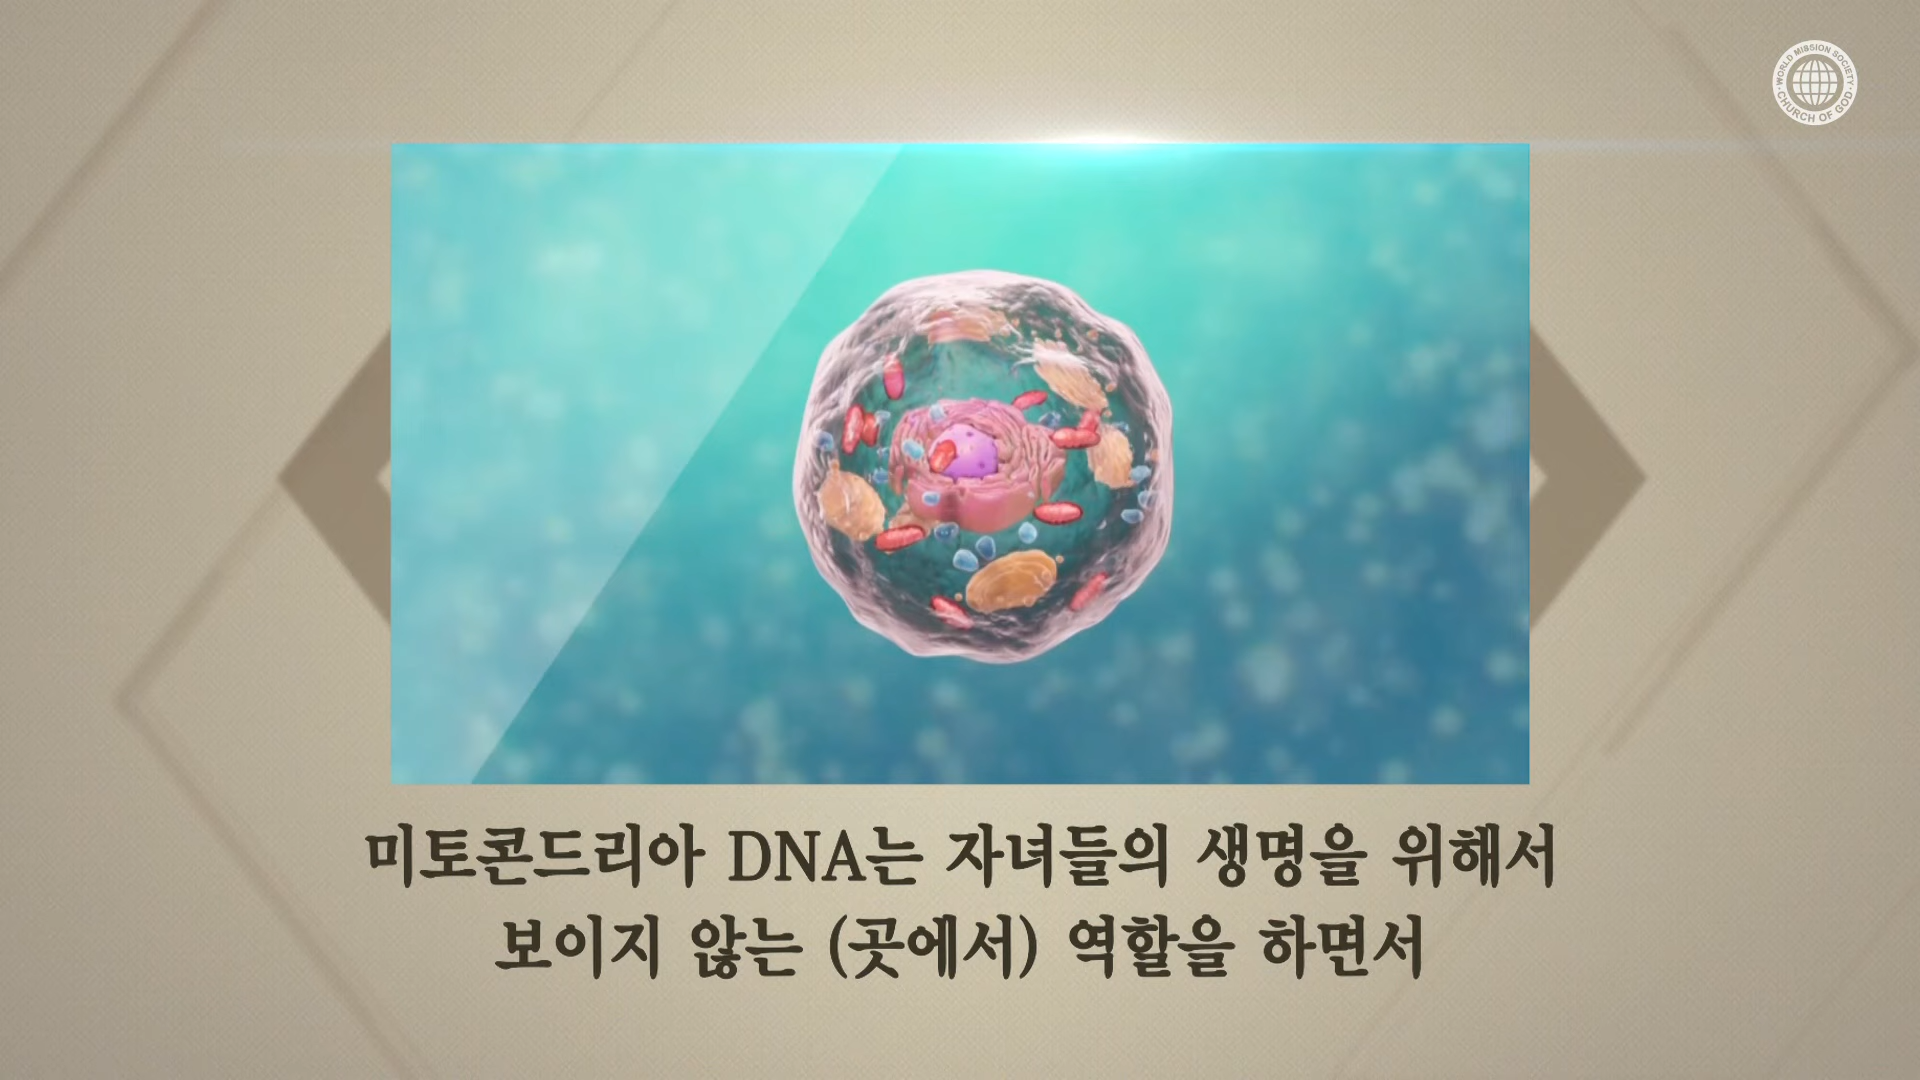 WORLD MISSION SOCIETY
CHURCH OF GOD
미토콘드리아 DNA는 자녀들의 생명을 위해서
보이지 않는 (곳에서) 역할을 하면서